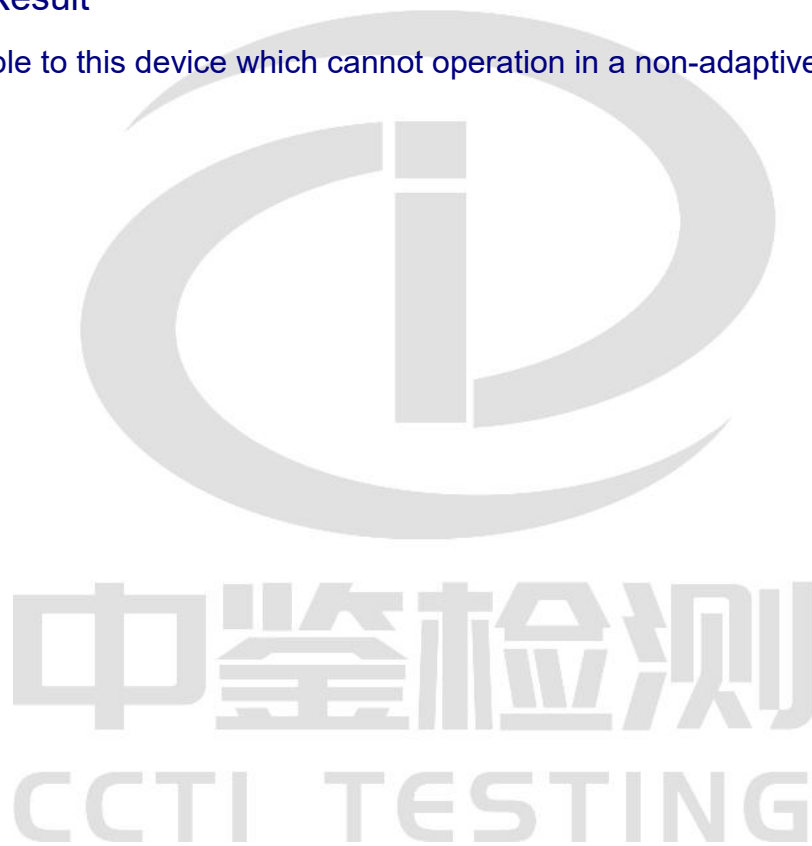 Result
ble to this device which cannot operation in a non-adaptive
中鉴检测
CCTI TESTING